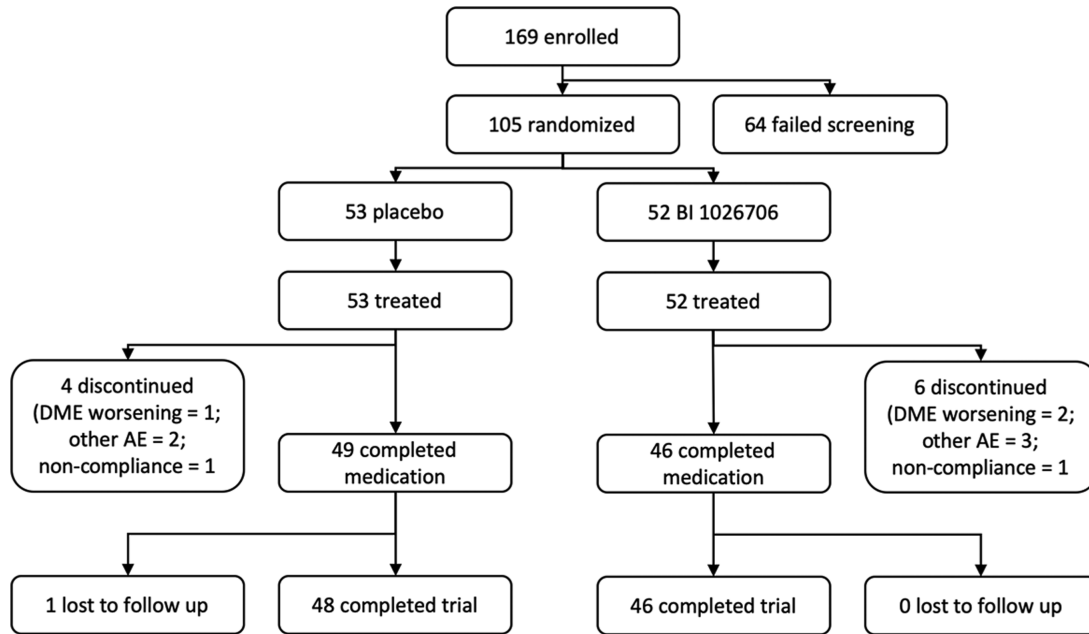 169 enrolled
105 randomized
64 failed screening
53 placebo
52 BI 1026706
53 treated
52 treated
4 discontinued
(DME worsening = 1;
other AE = 2;
non-compliance = 1
6 discontinued
(DME worsening = 2;
other AE = 3;
non-compliance = 1
49 completed
medication
46 completed
medication
1 lost to follow up
48 completed trial
46 completed trial
0 lost to follow up